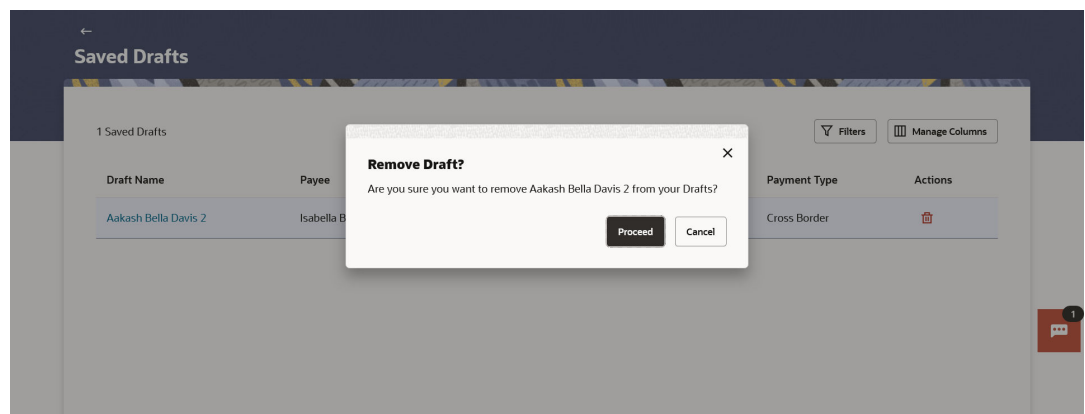 Saved Drafts
1 Saved Drafts
Filters
Manage Columns
Remove Draft?
Are you sure you want to remove Aakash Bella Davis 2 from your Drafts?
Proceed
Cancel
Draft Name Payee Payment Type Actions
Aakash Bella Davis 2 Isabella B Cross Border
1